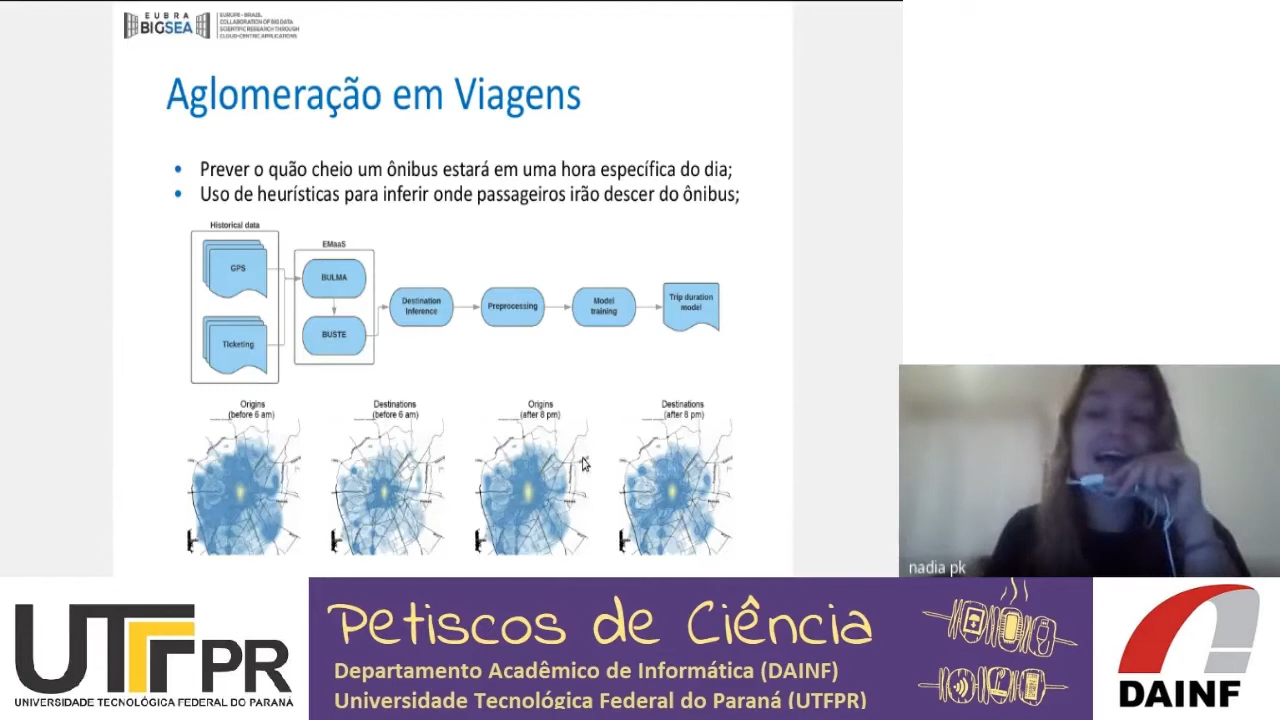 EUBRA
BIGSEA
EUROPE - BRAZIL
COLLABORATION OF BIG DATA
SCIENTIFIC RESEARCH THROUGH
CLOUD-CENTRIC APPLICATIONS
Aglomeração em Viagens
• Prever o quão cheio um ônibus estará em uma hora específica do dia;
• Uso de heurísticas para inferir onde passageiros irão descer do ônibus;
Historical data
GPS
Ticketing
EMaaS
BULMA
BUSTE
Destination
Inference
Preprocessing
Model
training
Trip duration
model
Origins
(before 6 am)
Destinations
(before 6 am)
Origins
(after 8 pm)
Destinations
(after 8 pm)
nadia pk
UTFPR
UNIVERSIDADE TECNOLÓGICA FEDERAL DO PARANÁ
Petiscos de Ciência
Departamento Acadêmico de Informática (DAINF)
Universidade Tecnológica Federal do Paraná (UTFPR)
DAINF